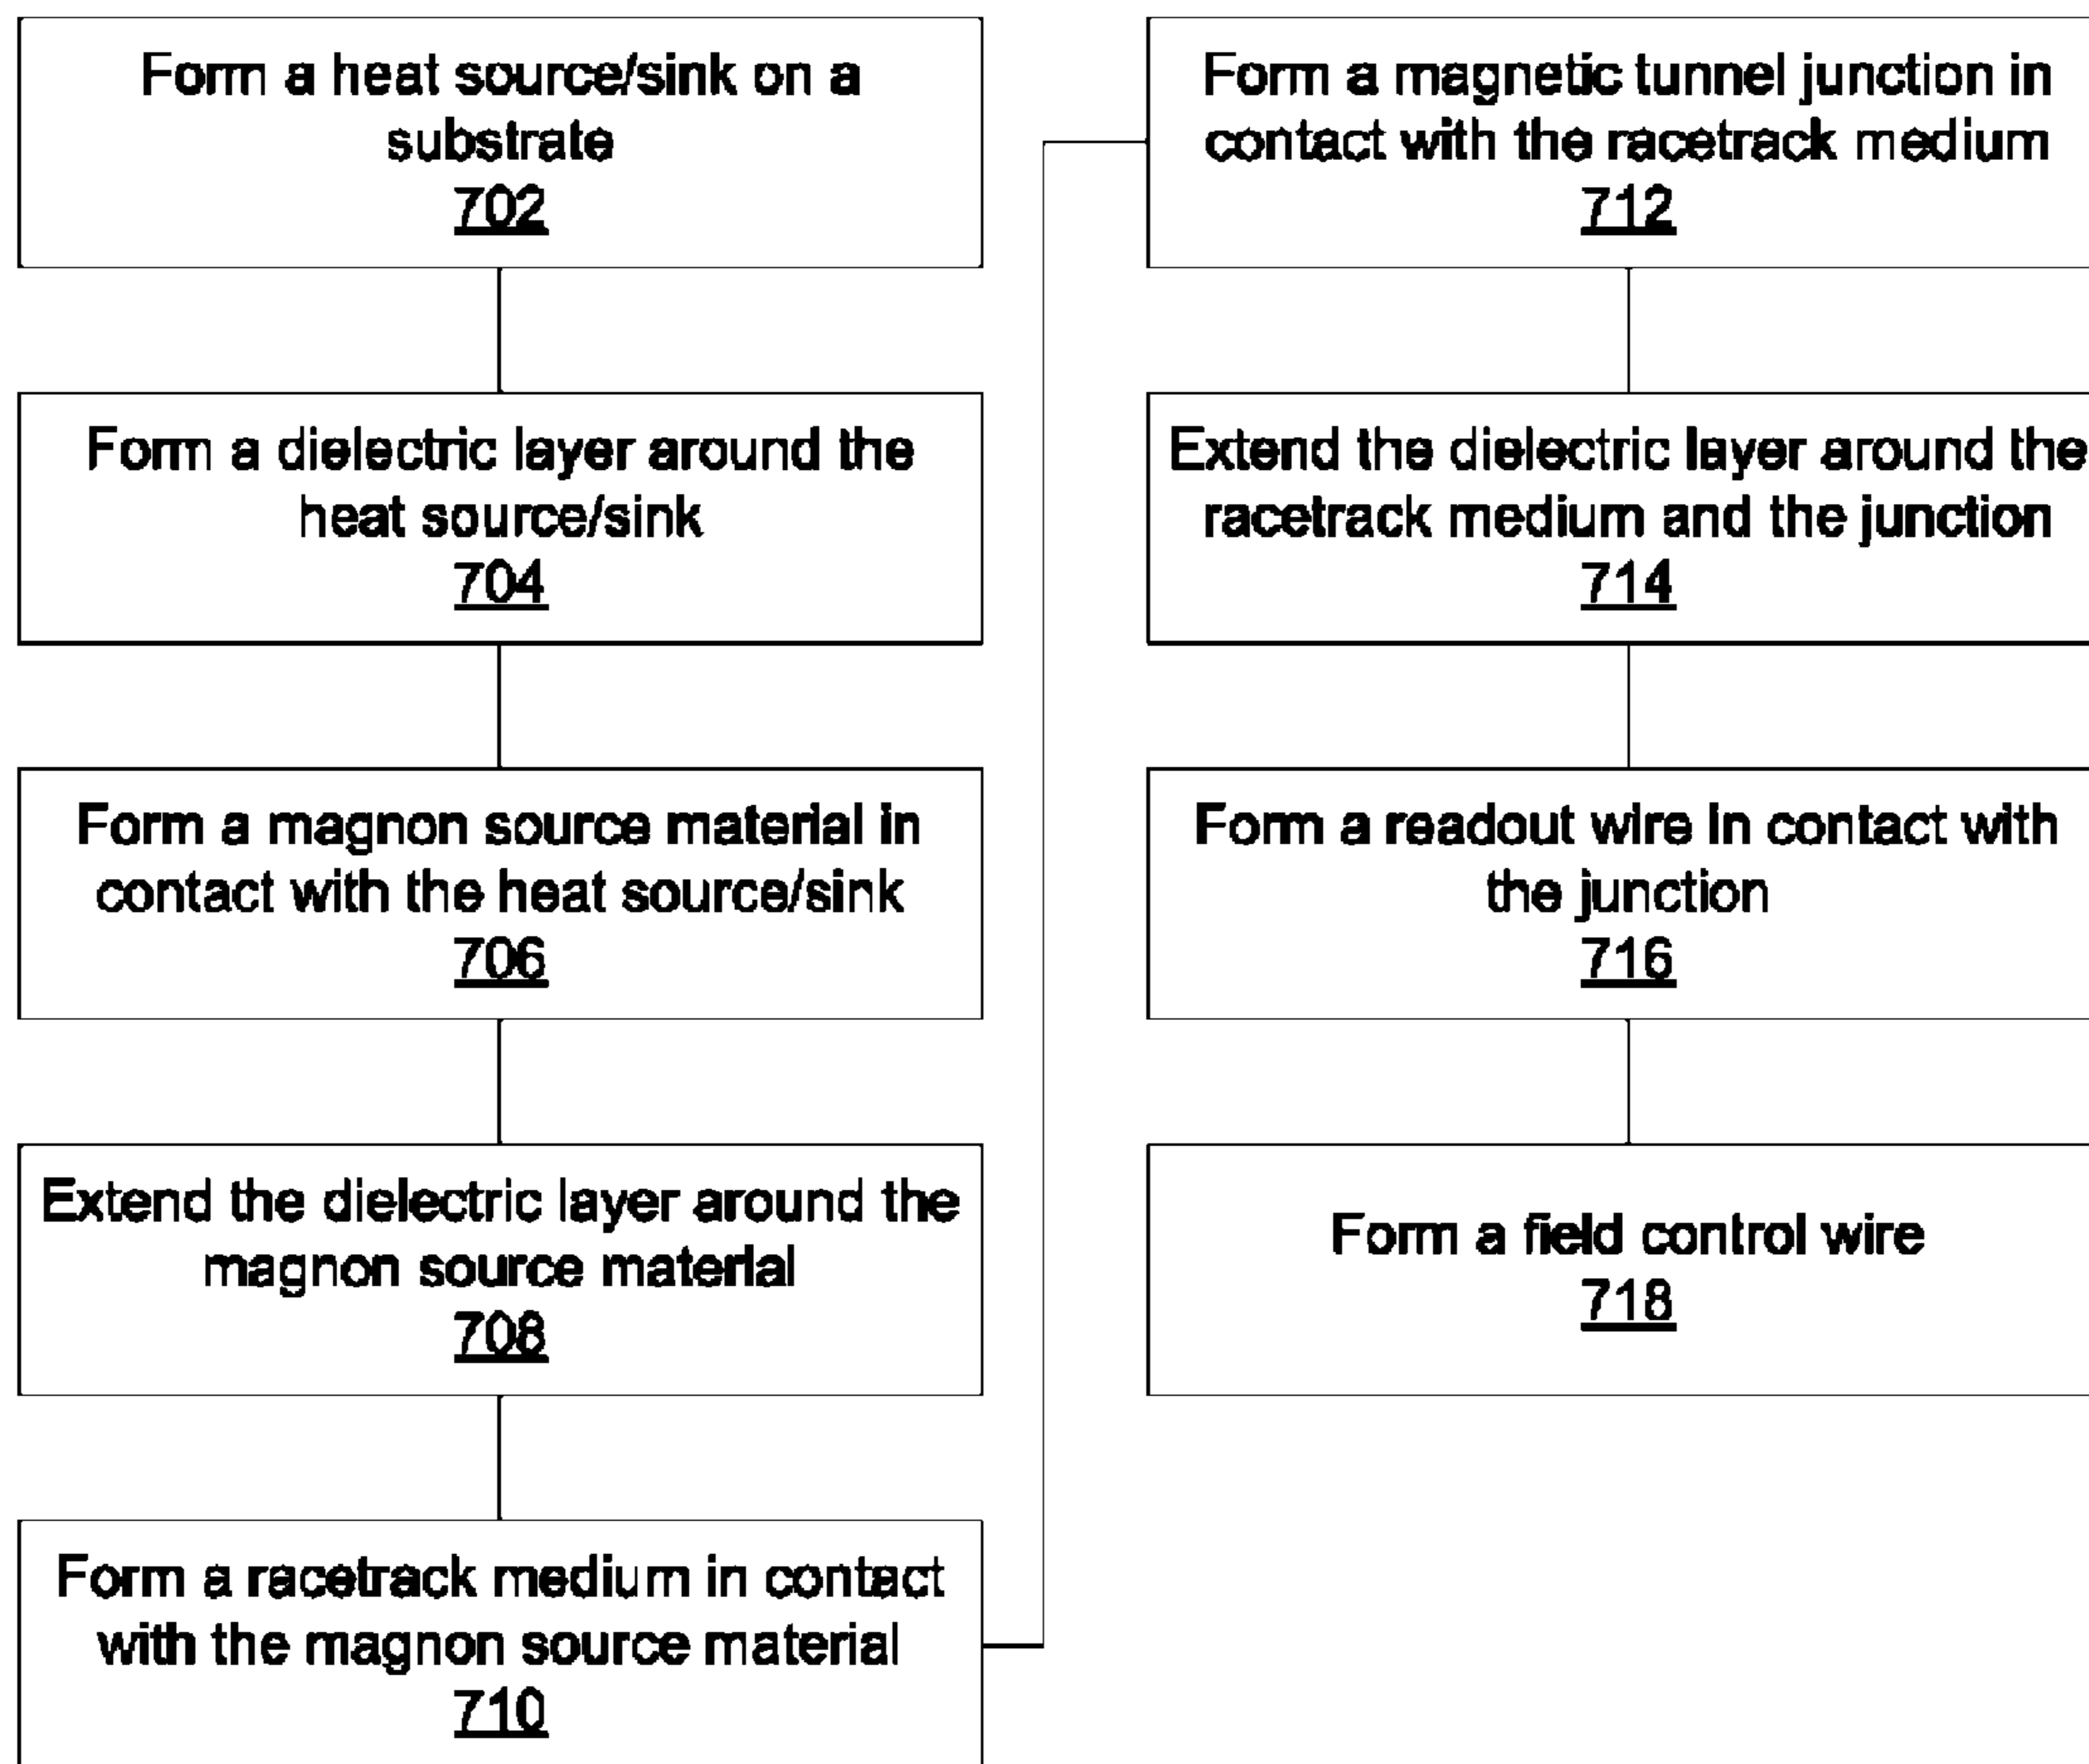 Form a heat source/sink on a
substrate
702
Form a dielectric layer around the
heat source/sink
704
Form a magnon source material in
contact with the heat source/sink
706
Extend the dielectric layer around the
magnon source material
708
Form a racetrack medium in contact
with the magnon source material
710
Form a magnetic tunnel junction in
contact with the racetrack medium
712
Extend the dielectric layer around the
racetrack medium and the junction
714
Form a readout wire in contact with
the junction
716
Form a field control wire
718